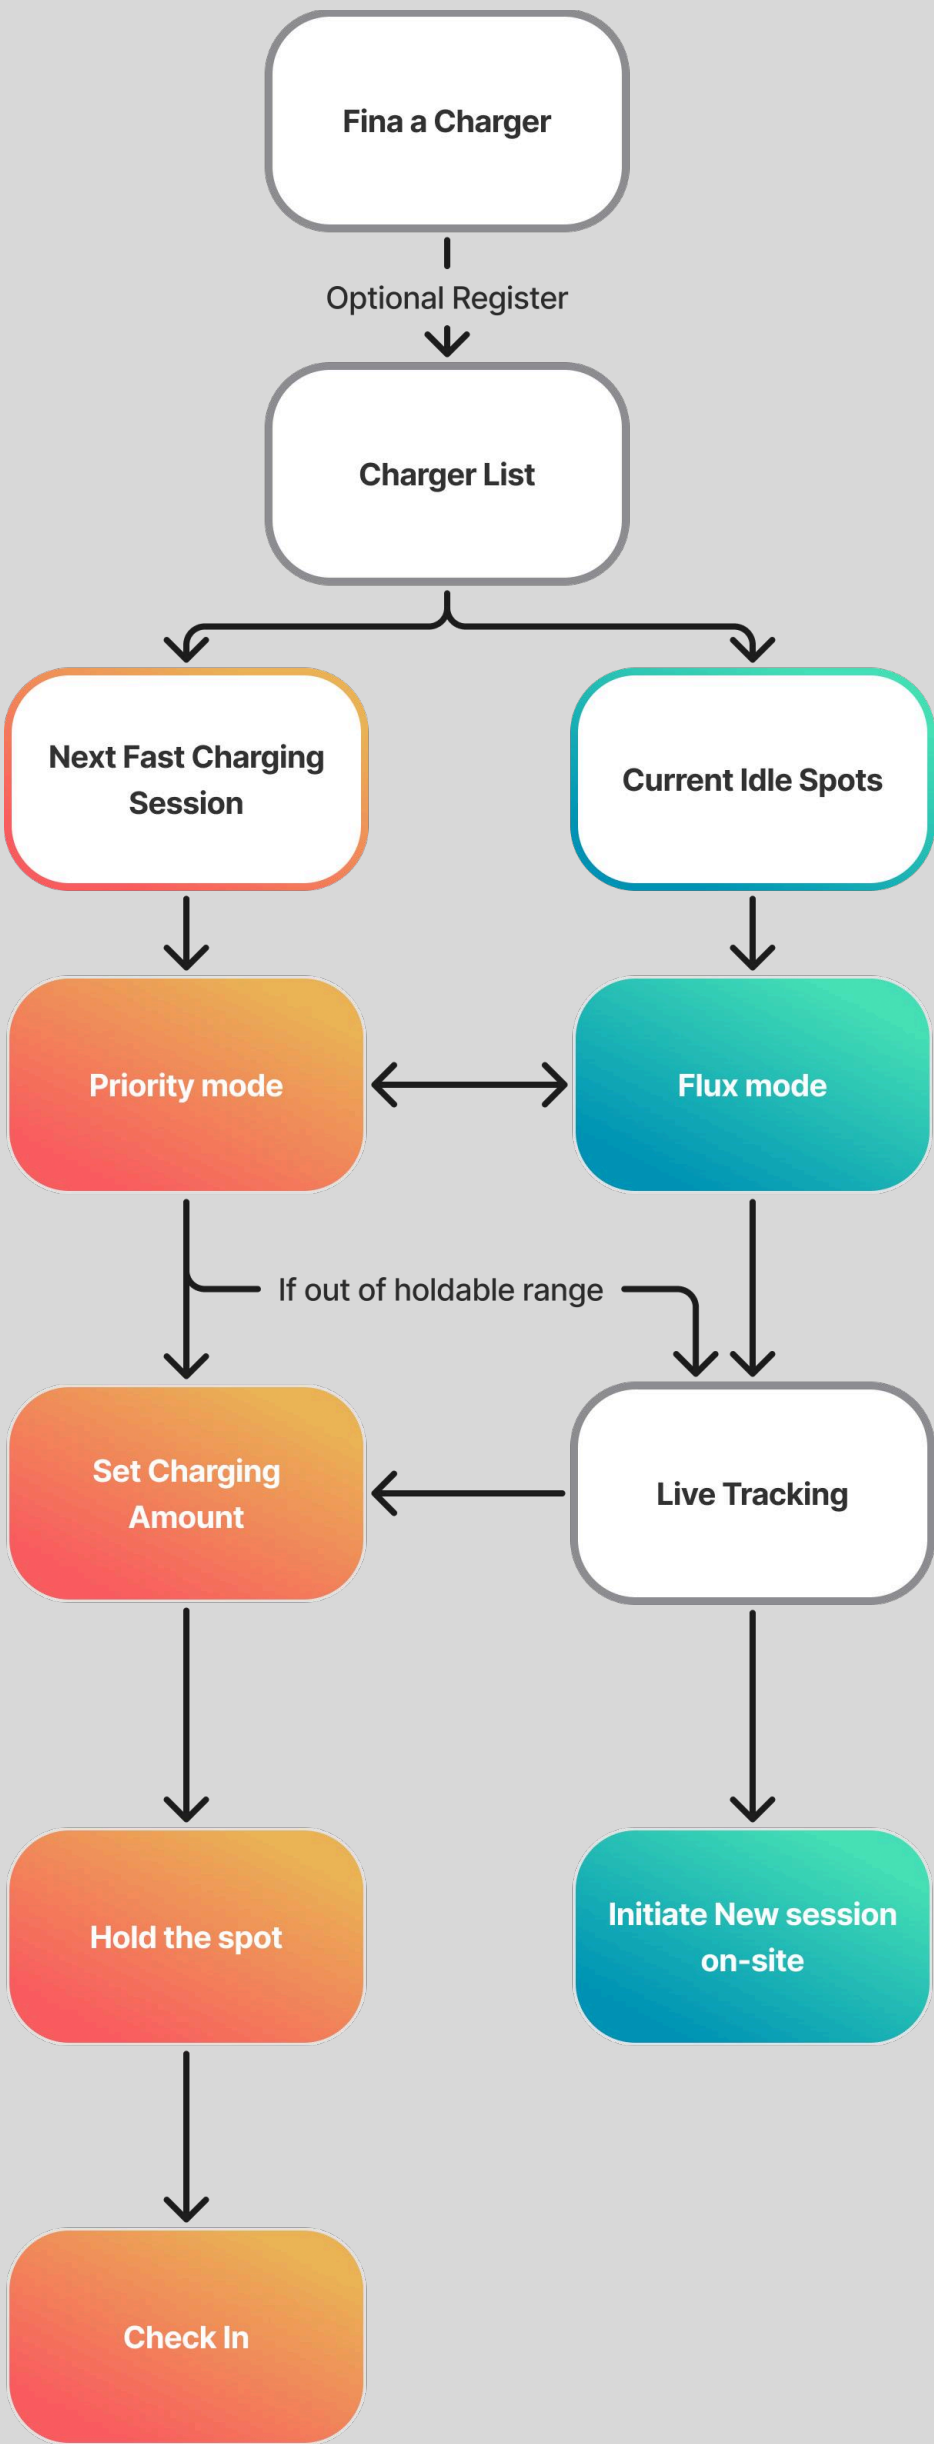 Fina a Charger
Optional Register
Charger List
Next Fast Charging
Session
Current Idle Spots
Priority mode
Flux mode
If out of holdable range
Set Charging
Amount
Live Tracking
Hold the spot
Initiate New session
on-site
Check In